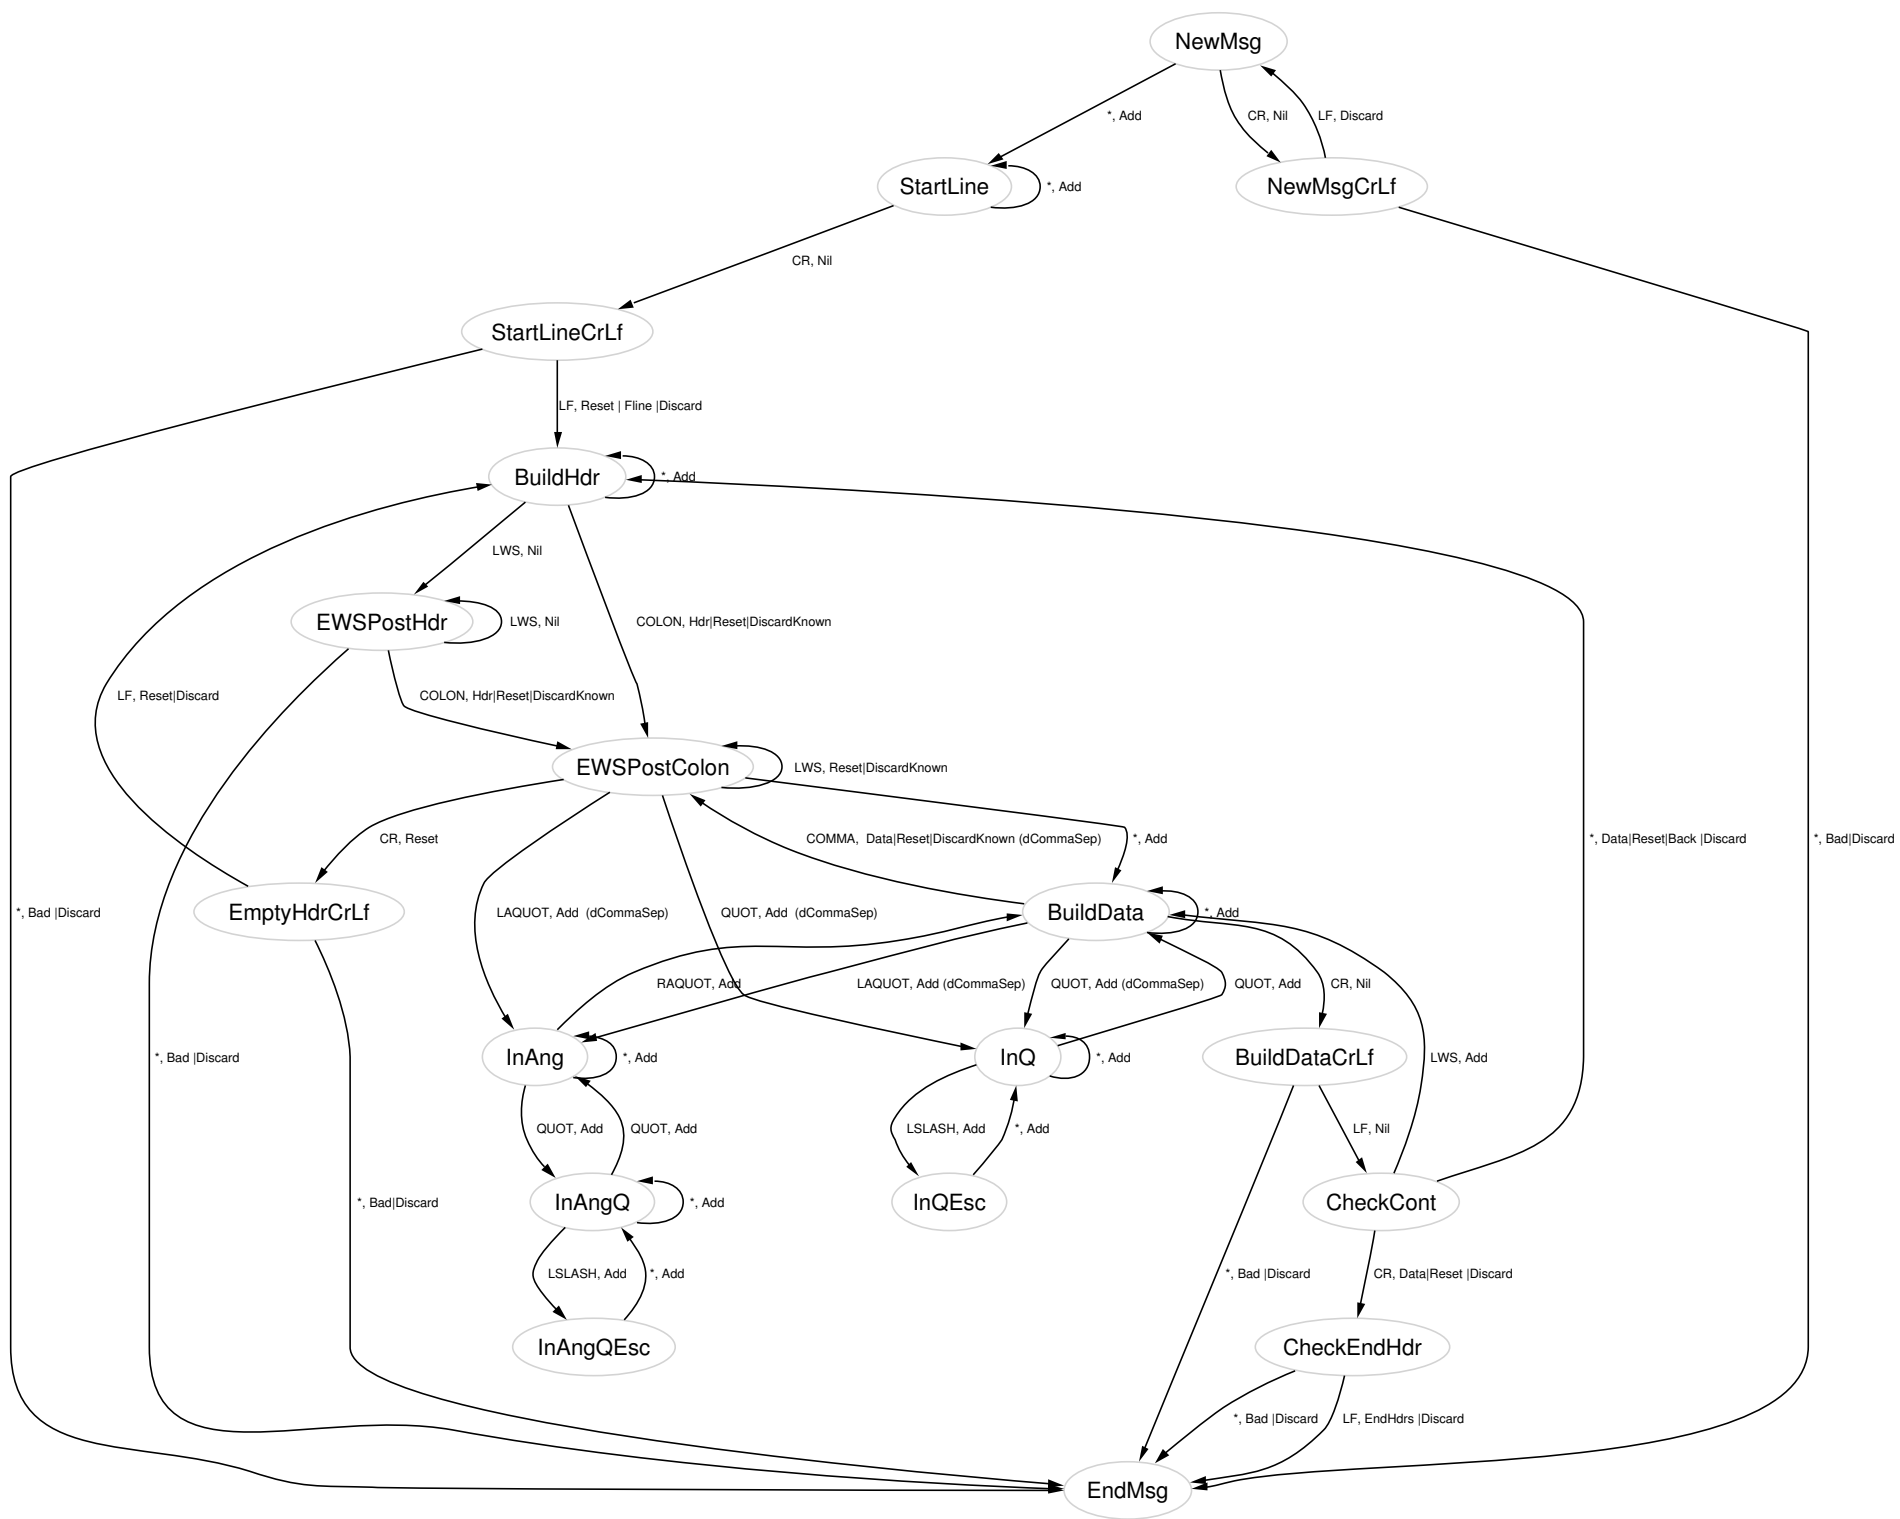 NewMsg
*, Add
CR, Nil
LF, Discard
StartLine
*, Add
NewMsgCrLf
CR, Nil
StartLineCrLf
LF, Reset | Fline |Discard
BuildHdr
*, Add
LWS, Nil
EWSPostHdr
LWS, Nil
COLON, Hdr|Reset|DiscardKnown
LF, Reset|Discard
COLON, Hdr|Reset|DiscardKnown
EWSPostColon
LWS, Reset|DiscardKnown
CR, Reset
COMMA,  Data|Reset|DiscardKnown (dCommaSep)
*, Add
*, Data|Reset|Back |Discard
*, Bad|Discard
*, Bad |Discard
EmptyHdrCrLf
LAQUOT, Add  (dCommaSep)
QUOT, Add  (dCommaSep)
BuildData
*, Add
RAQUOT, Add
LAQUOT, Add (dCommaSep)
QUOT, Add (dCommaSep)
QUOT, Add
CR, Nil
*, Bad |Discard
InAng
*, Add
InQ
*, Add
BuildDataCrLf
LWS, Add
QUOT, Add
QUOT, Add
LSLASH, Add
*, Add
LF, Nil
*, Bad|Discard
InAngQ
*, Add
InQEsc
CheckCont
LSLASH, Add
*, Add
*, Bad |Discard
CR, Data|Reset |Discard
InAngQEsc
CheckEndHdr
*, Bad |Discard
LF, EndHdrs |Discard
EndMsg